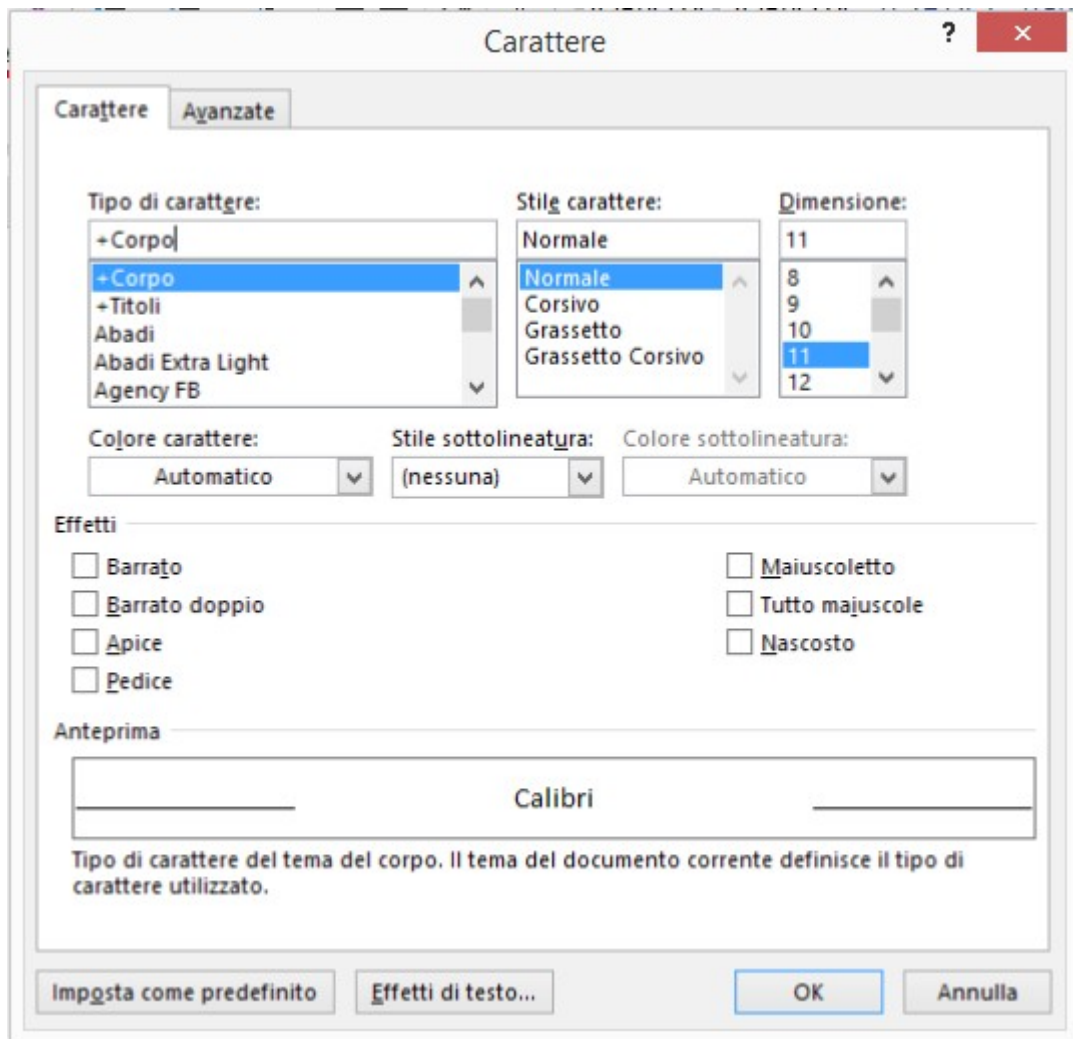 Carattere ?
Carattere Avanzate
Tipo di carattere: Stile carattere: Dimensione:
+Corpo Normale 11
+Corpo Normale 8
+Titoli Corsivo 9
Abadi Grassetto 10
Abadi Extra Light Grassetto Corsivo 11
Agency FB 12
Colore carattere: Stile sottolineatura: Colore sottolineatura:
Automatico (nessuna) Automatico
Effetti
Barrato Maiuscoletto
Barrato doppio Tutto maiuscole
Apice Nascosto
Pedice
Anteprima
Calibri
Tipo di carattere del tema del corpo. Il tema del documento corrente definisce il tipo di
carattere utilizzato.
Imposta come predefinito Effetti di testo... OK Annulla